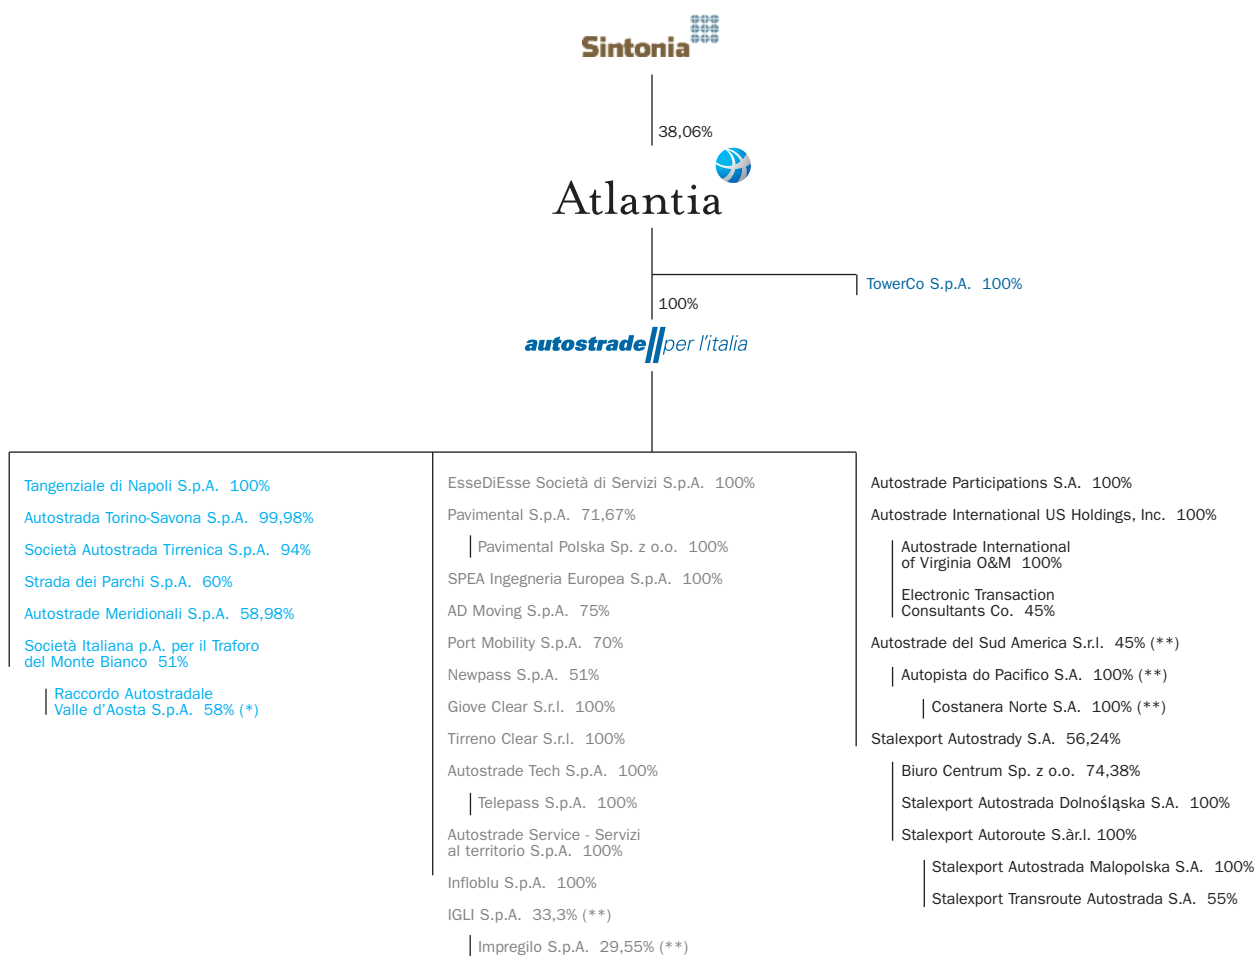 Sintonia
38,06%
Atlantia
TowerCo S.p.A. 100%
100%
autostrade//per l'italia
Tangenziale di Napoli S.p.A. 100%
Autostrada Torino-Savona S.p.A. 99,98%
Società Autostrada Tirrenica S.p.A. 94%
Strada dei Parchi S.p.A. 60%
Autostrade Meridionali S.p.A. 58,98%
Società Italiana p.A. per il Traforo
del Monte Bianco 51%
Raccordo Autostradale
Valle d'Aosta S.p.A. 58% (*)
EsseDiEsse Società di Servizi S.p.A. 100%
Pavimental S.p.A. 71,67%
Pavimental Polska Sp. z o.o. 100%
SPEA Ingegneria Europea S.p.A. 100%
AD Moving S.p.A. 75%
Port Mobility S.p.A. 70%
Newpass S.p.A. 51%
Giove Clear S.r.l. 100%
Tirreno Clear S.r.l. 100%
Autostrade Tech S.p.A. 100%
Telepass S.p.A. 100%
Autostrade Service - Servizi
al territorio S.p.A. 100%
Infloblu S.p.A. 100%
IGLI S.p.A. 33,3% (**)
Impregilo S.p.A. 29,55% (**)
Autostrade Participations S.A. 100%
Autostrade International US Holdings, Inc. 100%
Autostrade International
of Virginia O&M 100%
Electronic Transaction
Consultants Co. 45%
Autostrade del Sud America S.r.l. 45% (**)
Autopista do Pacifico S.A. 100% (**)
Costanera Norte S.A. 100% (**)
Stalexport Autostrady S.A. 56,24%
Biuro Centrum Sp. z o.o. 74,38%
Stalexport Autostrada Dolnośląska S.A. 100%
Stalexport Autoroute S.àr.l. 100%
Stalexport Autostrada Malopolska S.A. 100%
Stalexport Transroute Autostrada S.A. 55%